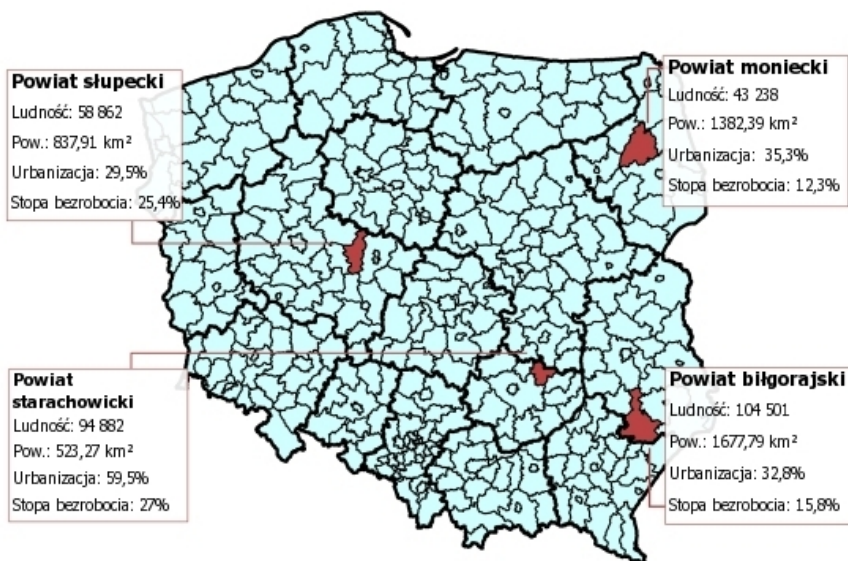 Powiat słupecki
Ludność: 58 862
Pow.: 837,91 km²
Urbanizacja: 29,5%
Stopa bezrobocia: 25,4%
Powiat moniecki
Ludność: 43 238
Pow.: 1382,39 km²
Urbanizacja: 35,3%
Stopa bezrobocia: 12,3%
Powiat
starachowicki
Ludność: 94 882
Pow.: 523,27 km²
Urbanizacja: 59,5%
Stopa bezrobocia: 27%
Powiat biłgorajski
Ludność: 104 501
Pow.: 1677,79 km²
Urbanizacja: 32,8%
Stopa bezrobocia: 15,8%